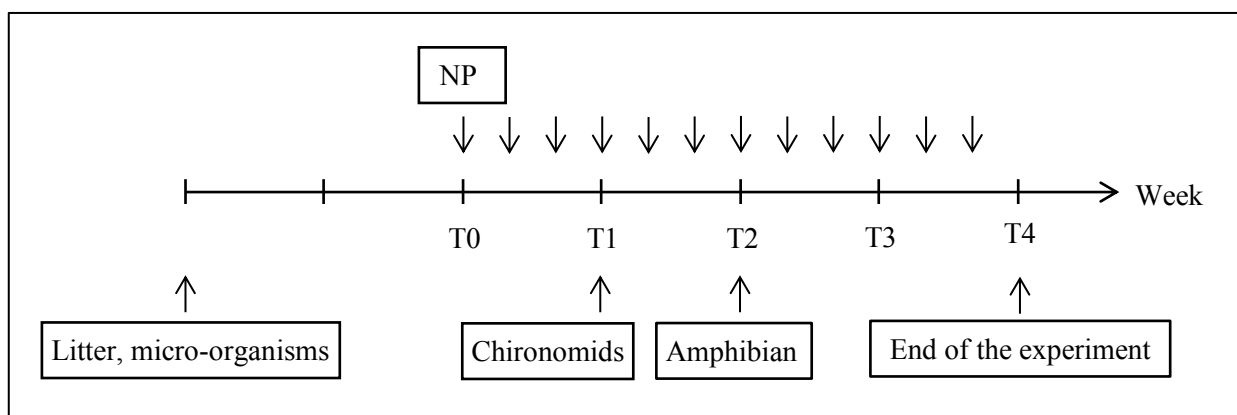 NP
Week
T0
T1
T2
T3
T4
Litter, micro-organisms
Chironomids
Amphibian
End of the experiment